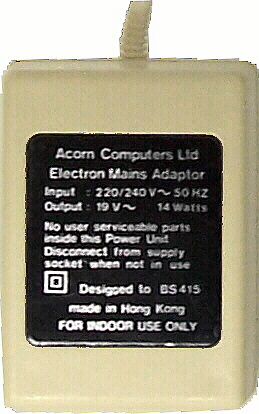 Acorn Computers Ltd
Electron Mains Adaptor
Input : 220/240 V~ 50 HZ
Output : 19 V~ 14 Watts
No user serviceable parts
inside this Power Unit
Disconnect from supply
socket when not in use
Designed to BS 415
made in Hong Kong
FOR INDOOR USE ONLY